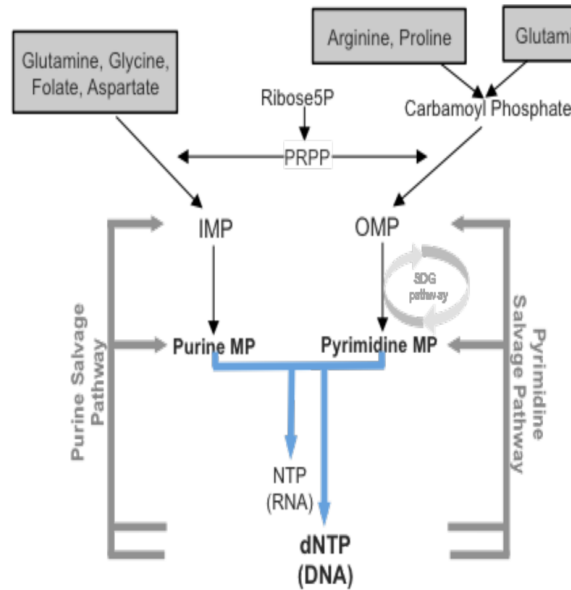 Glutamine, Glycine,
Folate, Aspartate
Arginine, Proline
Glutami
Ribose5P
Carbamoyl Phosphate
PRPP
IMP
OMP
SDG
pathway
Purine MP
Pyrimidine MP
Purine Salvage
Pathway
Pyrimidine
Salvage Pathway
NTP
(RNA)
dNTP
(DNA)